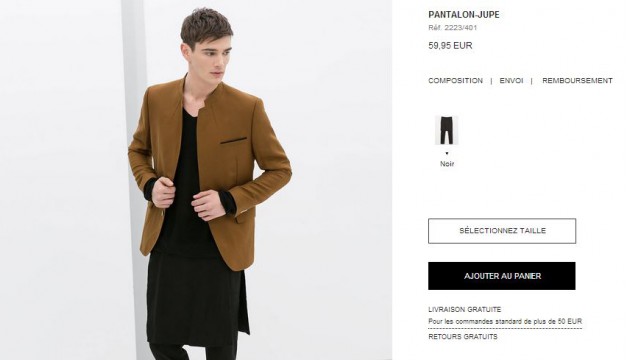 PANTALON-JUPE
Réf. 2223/401
59,95 EUR
COMPOSITION | ENVOI | REMBOURSEMENT
Noir
SÉLECTIONNEZ TAILLE
AJOUTER AU PANIER
LIVRAISON GRATUITE
Pour les commandes standard de plus de 50 EUR
RETOURS GRATUITS